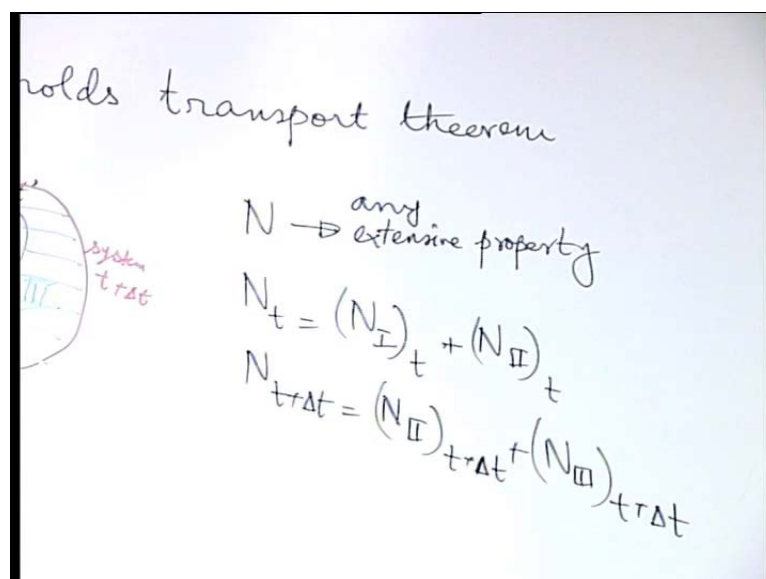 nolds transport theorem
any
N → extensive property
system
t+Δt
III
N_t = (N_I)_t + (N_II)_t
N_t+Δt = (N_II)_t+Δt + (N_III)_t+Δt